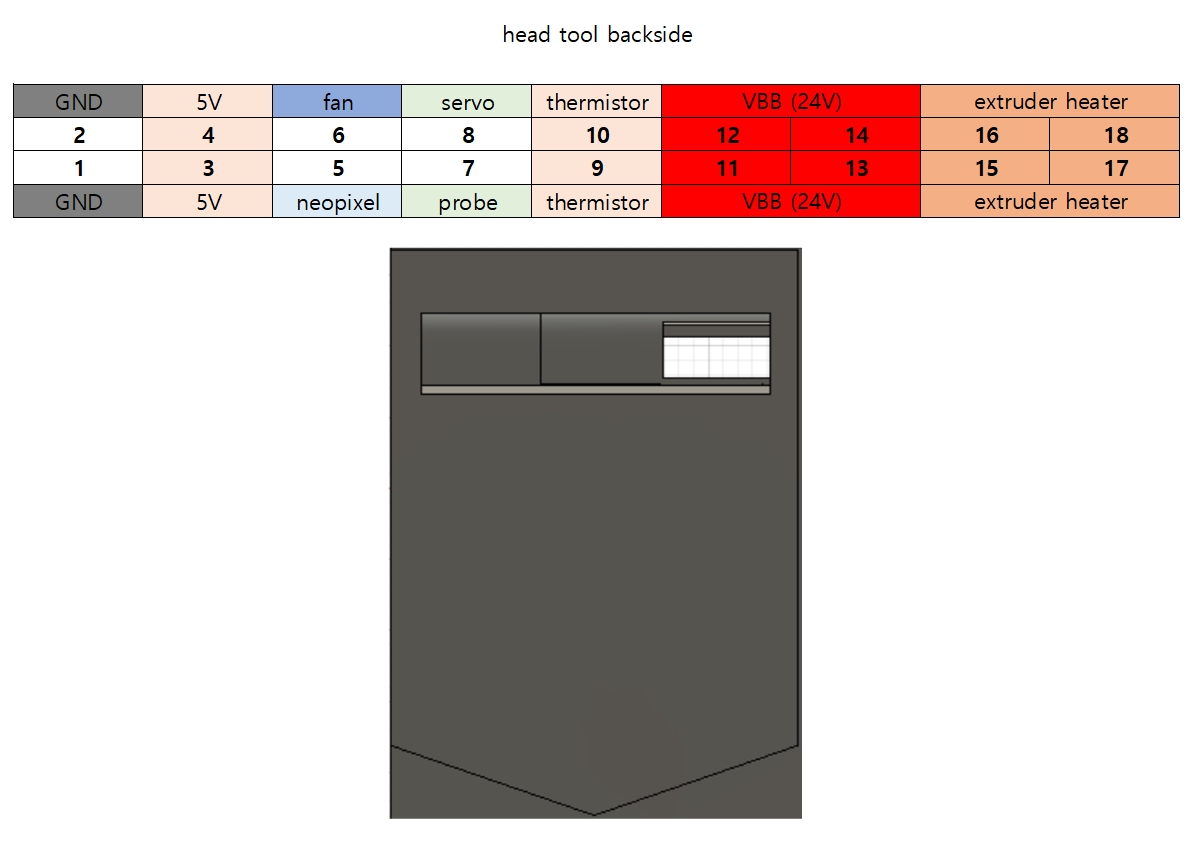 head tool backside
GND 5V fan servo thermistor VBB (24V) extruder heater
2 4 6 8 10 12 14 16 18
1 3 5 7 9 11 13 15 17
GND 5V neopixel probe thermistor VBB (24V) extruder heater